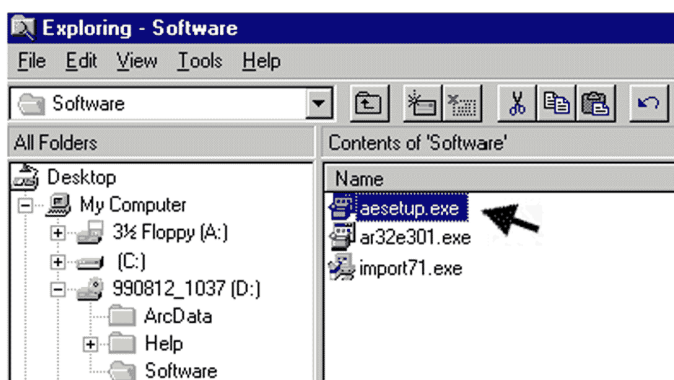 Exploring - Software
File Edit View Tools Help
Software
All Folders
Contents of 'Software'
Desktop
My Computer
3½ Floppy (A:)
(C:)
990812_1037 (D:)
ArcData
Help
Software
Name
aesetup.exe
ar32e301.exe
import71.exe